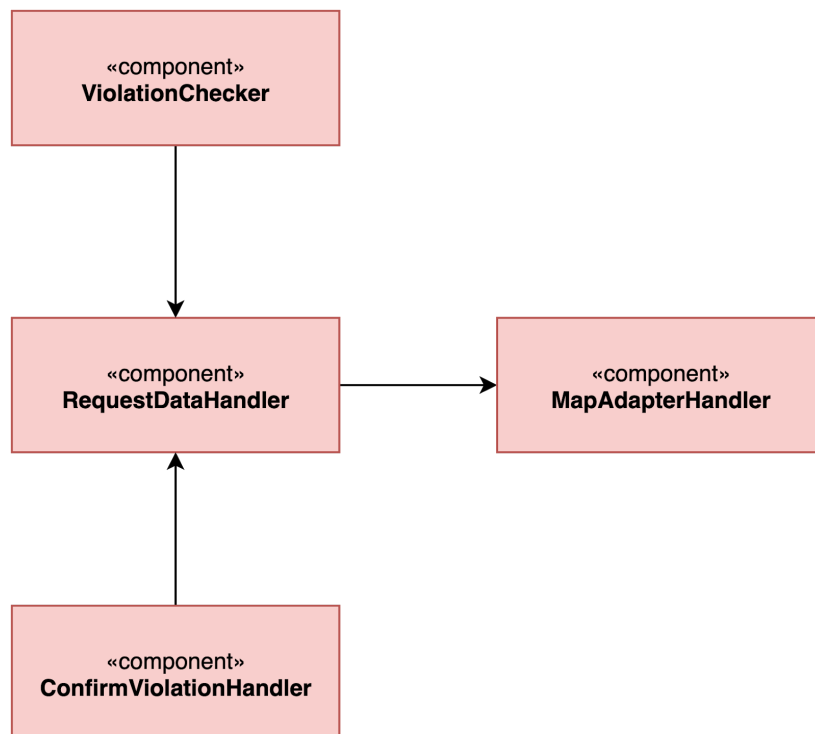 «component»
ViolationChecker
«component»
RequestDataHandler
«component»
MapAdapterHandler
«component»
ConfirmViolationHandler